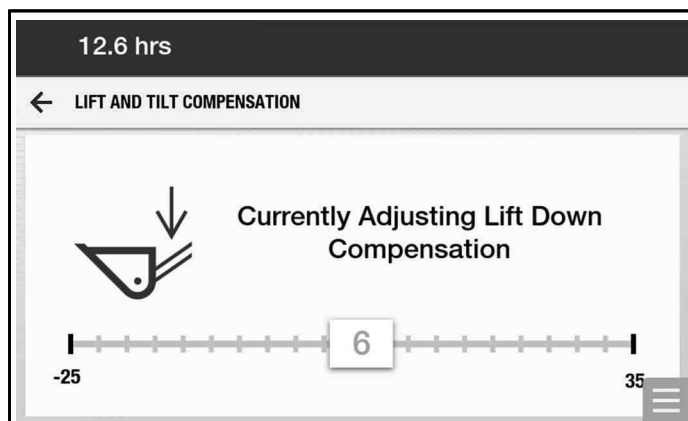 12.6 hrs
LIFT AND TILT COMPENSATION
Currently Adjusting Lift Down
Compensation
6
-25
35